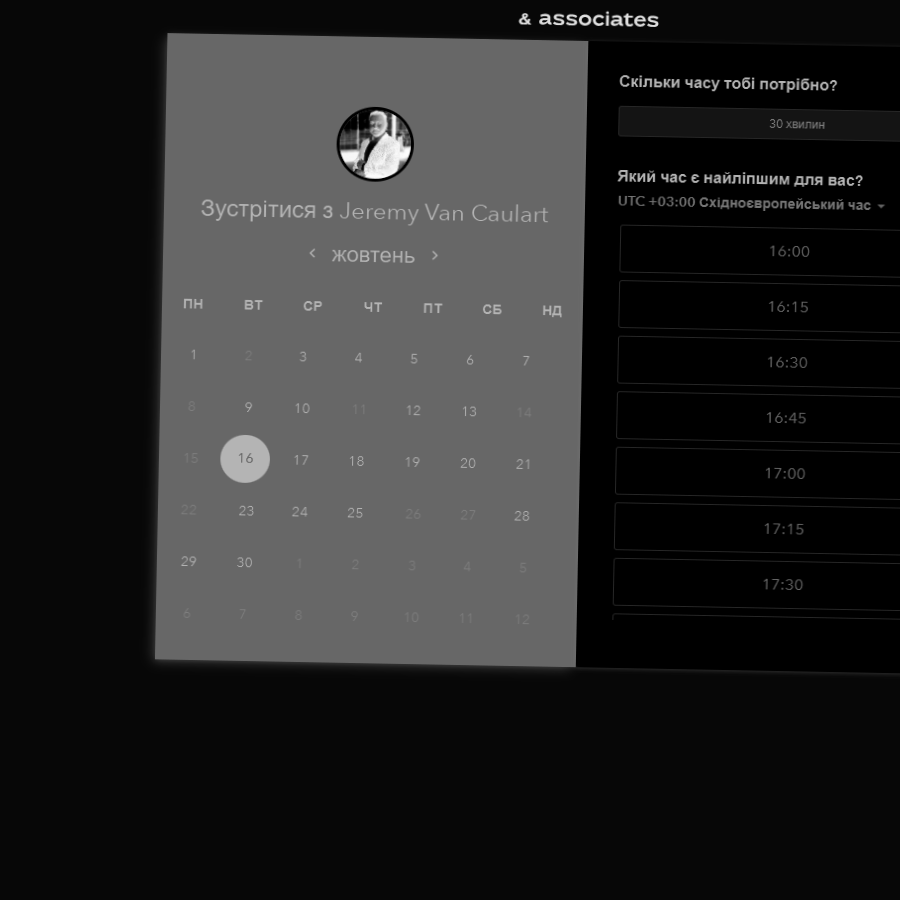 & associates
Зустрітися з Jeremy Van Caulart
жовтень
ПН ВТ СР ЧТ ПТ СБ НД
1 2 3 4 5 6 7
8 9 10 11 12 13 14
15 16 17 18 19 20 21
22 23 24 25 26 27 28
29 30 1 2 3 4 5
6 7 8 9 10 11 12
Скільки часу тобі потрібно?
30 хвилин
Який час є найліпшим для вас?
UTC +03:00 Східноєвропейський час
16:00
16:15
16:30
16:45
17:00
17:15
17:30